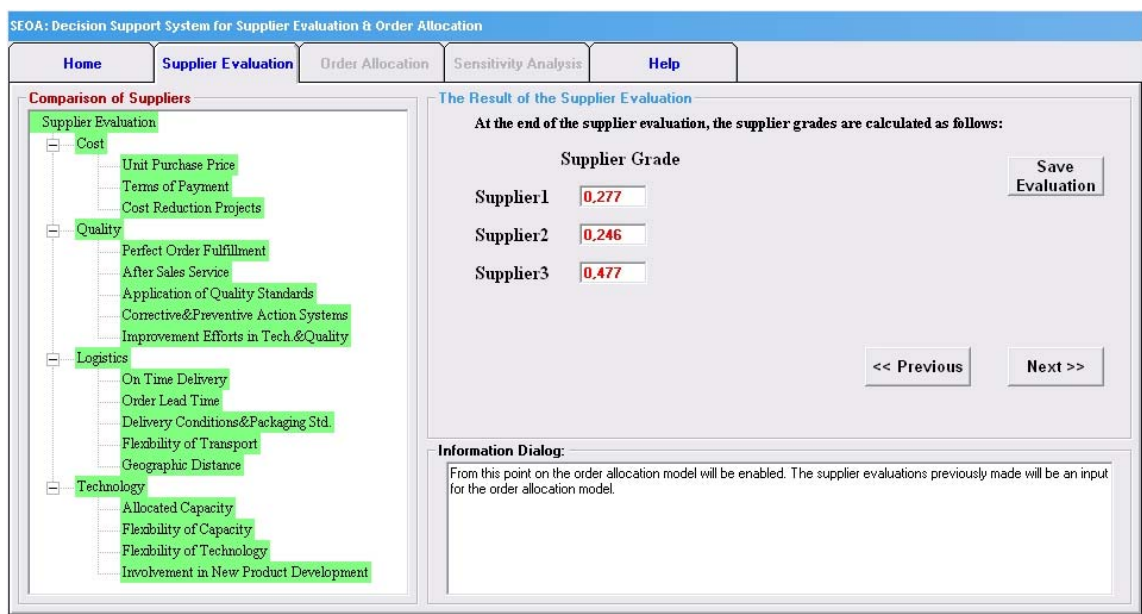 SEOA: Decision Support System for Supplier Evaluation & Order Allocation
Home
Supplier Evaluation
Order Allocation
Sensitivity Analysis
Help
Comparison of Suppliers
Supplier Evaluation
Cost
Unit Purchase Price
Terms of Payment
Cost Reduction Projects
Quality
Perfect Order Fulfillment
After Sales Service
Application of Quality Standards
Corrective&Preventive Action Systems
Improvement Efforts in Tech.&Quality
Logistics
On Time Delivery
Order Lead Time
Delivery Conditions&Packaging Std.
Flexibility of Transport
Geographic Distance
Technology
Allocated Capacity
Flexibility of Capacity
Flexibility of Technology
Involvement in New Product Development
The Result of the Supplier Evaluation
At the end of the supplier evaluation, the supplier grades are calculated as follows:
Supplier Grade
Supplier1 0,277
Supplier2 0,246
Supplier3 0,477
Save
Evaluation
<< Previous
Next >>
Information Dialog:
From this point on the order allocation model will be enabled. The supplier evaluations previously made will be an input
for the order allocation model.